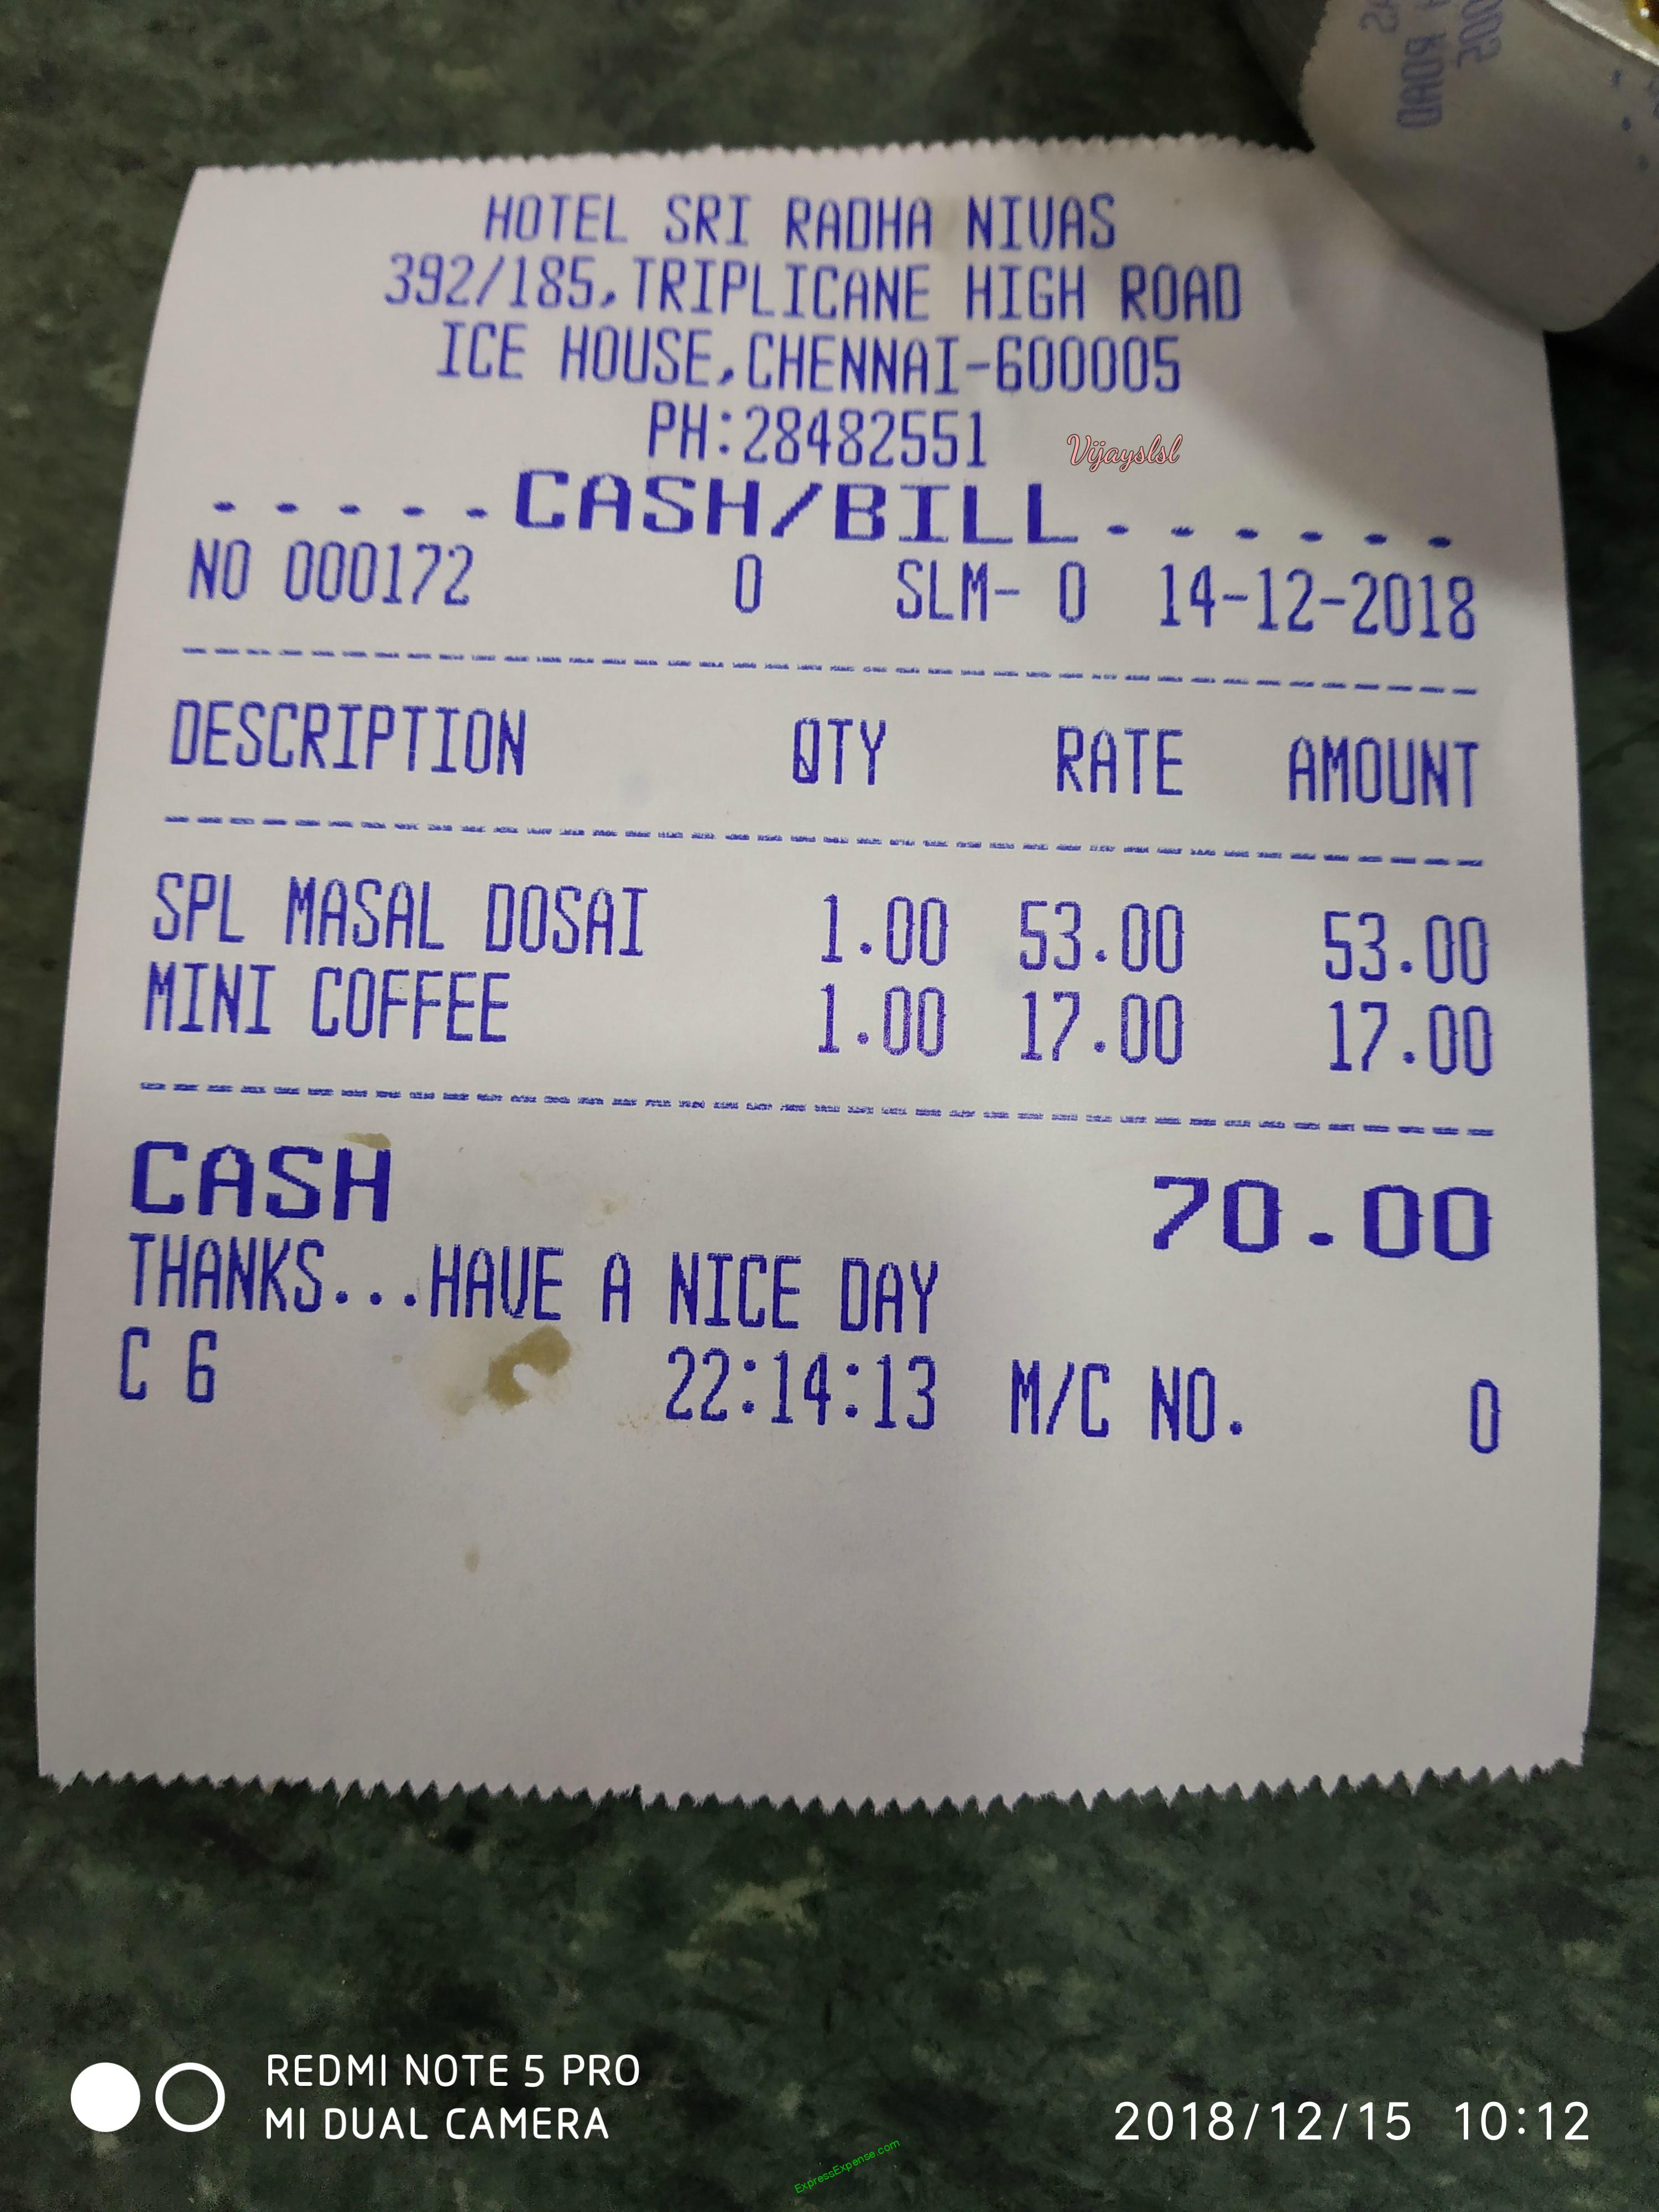 HOTEL SRI RADHA NIVAS
392/185,TRIPLICANE HIGH ROAD
ICE HOUSE,CHENNAI-600005
PH:28482551
Vijayslsl
- - - - -CASH/BILL- - - - - -
NO 000172 0 SLM- 0 14-12-2018
DESCRIPTION QTY RATE AMOUNT
SPL MASAL DOSAI 1.00 53.00 53.00
MINI COFFEE 1.00 17.00 17.00
CASH 70.00
THANKS...HAVE A NICE DAY
C 6 22:14:13 M/C NO. 0
REDMI NOTE 5 PRO
MI DUAL CAMERA
2018/12/15 10:12
ExpressExpense.com